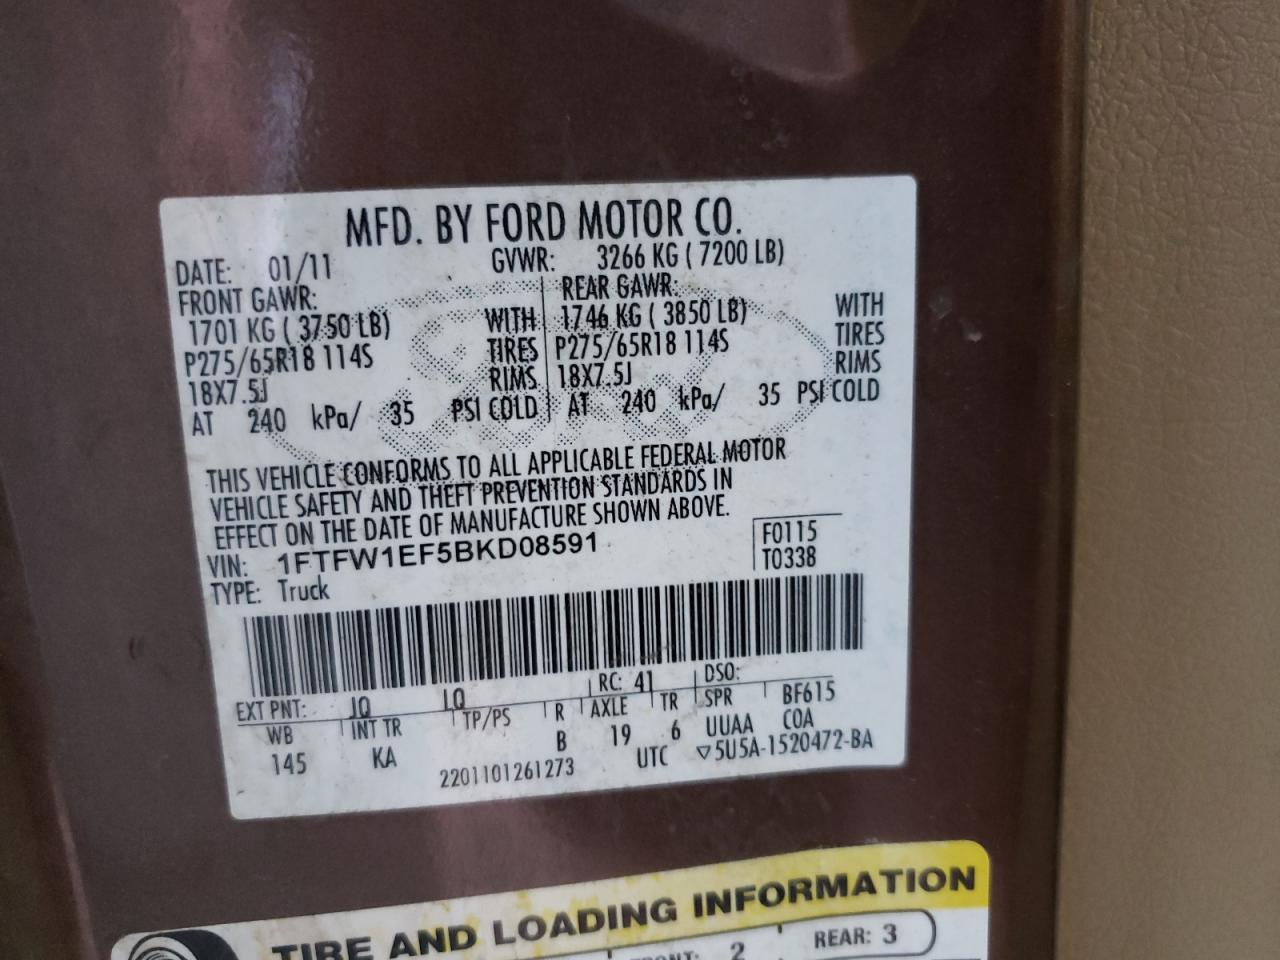 MFD. BY FORD MOTOR CO.
DATE: 01/11 GVWR: 3266 KG ( 7200 LB)
FRONT GAWR: REAR GAWR:
1701 KG ( 3750 LB) WITH 1746 KG ( 3850 LB) WITH
P275/65R18 114S TIRES P275/65R18 114S TIRES
18X7.5J RIMS 18X7.5J RIMS
AT 240 kPa/ 35 PSI COLD AT 240 kPa/ 35 PSI COLD
THIS VEHICLE CONFORMS TO ALL APPLICABLE FEDERAL MOTOR
VEHICLE SAFETY AND THEFT PREVENTION STANDARDS IN
EFFECT ON THE DATE OF MANUFACTURE SHOWN ABOVE.
VIN: 1FTFW1EF5BKD08591 F0115
TYPE: Truck T0338
EXT PNT: JQ LQ RC: 41 DSO:
WB INT TR TP/PS R AXLE TR SPR BF615
145 KA B 19 6 UUAA COA
2201101261273 UTC ▽5U5A-1520472-BA
TIRE AND LOADING INFORMATION
2 REAR: 3